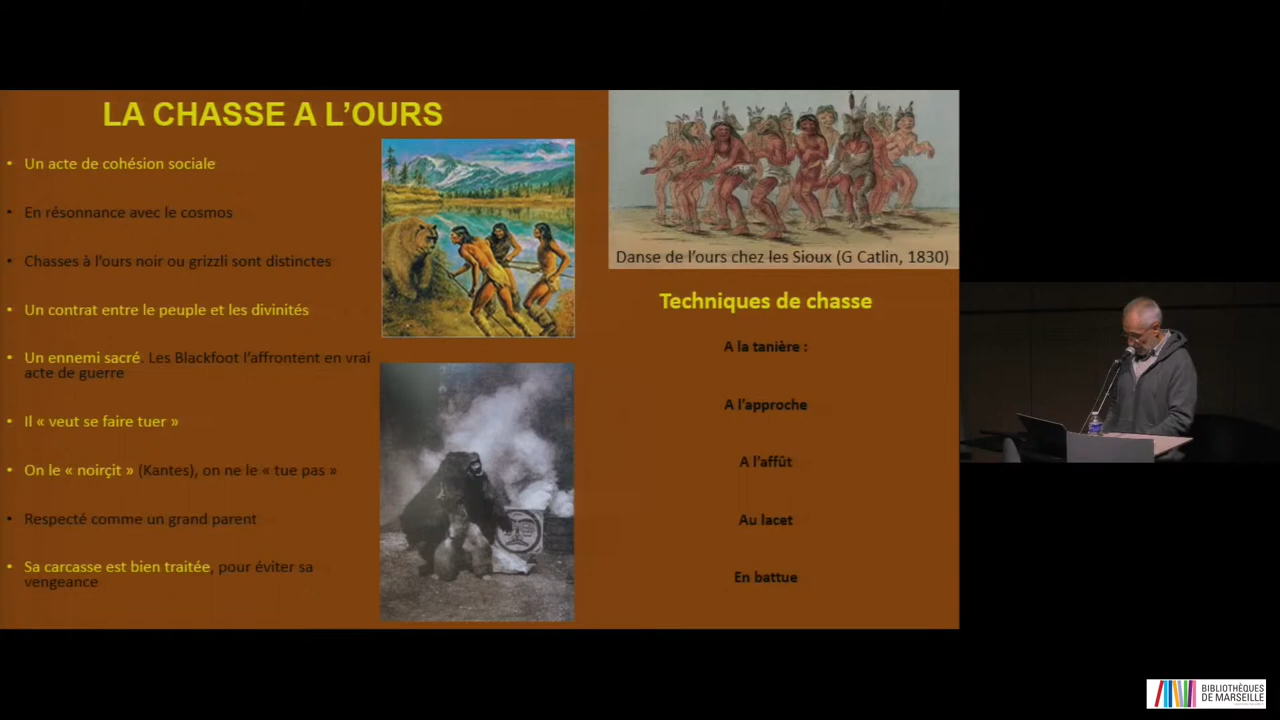 LA CHASSE A L'OURS
• Un acte de cohésion sociale
• En résonnance avec le cosmos
• Chasses à l'ours noir ou grizzli sont distinctes
• Un contrat entre le peuple et les divinités
• Un ennemi sacré. Les Blackfoot l'affrontent en vrai
acte de guerre
• Il « veut se faire tuer »
• On le « noirçit » (Kantes), on ne le « tue pas »
• Respecté comme un grand parent
• Sa carcasse est bien traitée, pour éviter sa
vengeance
Danse de l'ours chez les Sioux (G Catlin, 1830)
Techniques de chasse
A la tanière :
A l'approche
A l'affût
Au lacet
En battue
BIBLIOTHÈQUES
DE MARSEILLE